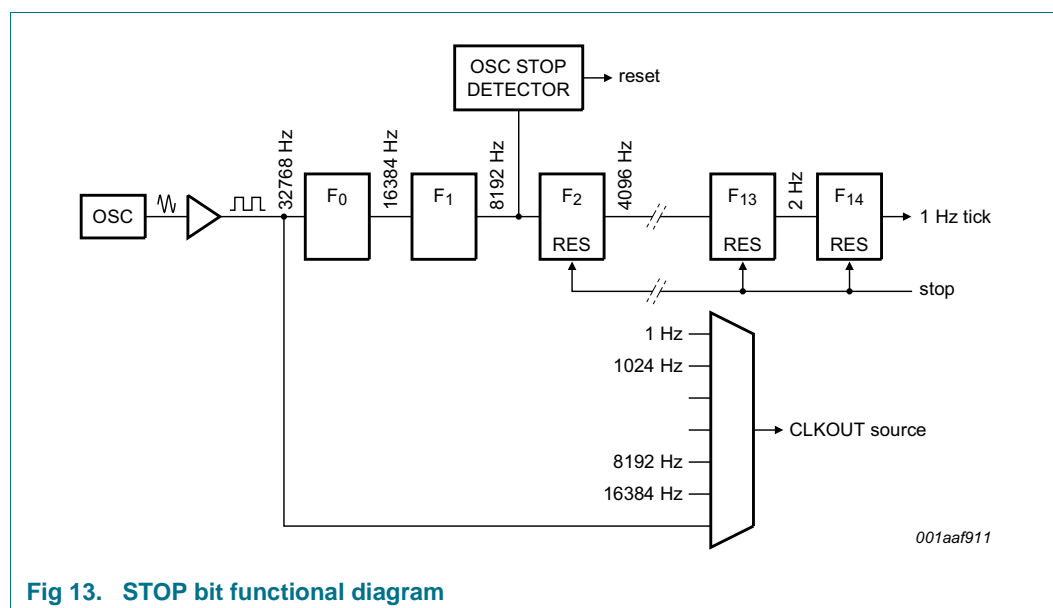 OSC STOP
DETECTOR
reset
32768 Hz
16384 Hz
8192 Hz
4096 Hz
2 Hz
OSC
F0
F1
F2
RES
F13
RES
F14
RES
1 Hz tick
stop
1 Hz
1024 Hz
CLKOUT source
8192 Hz
16384 Hz
001aaf911
Fig 13. STOP bit functional diagram